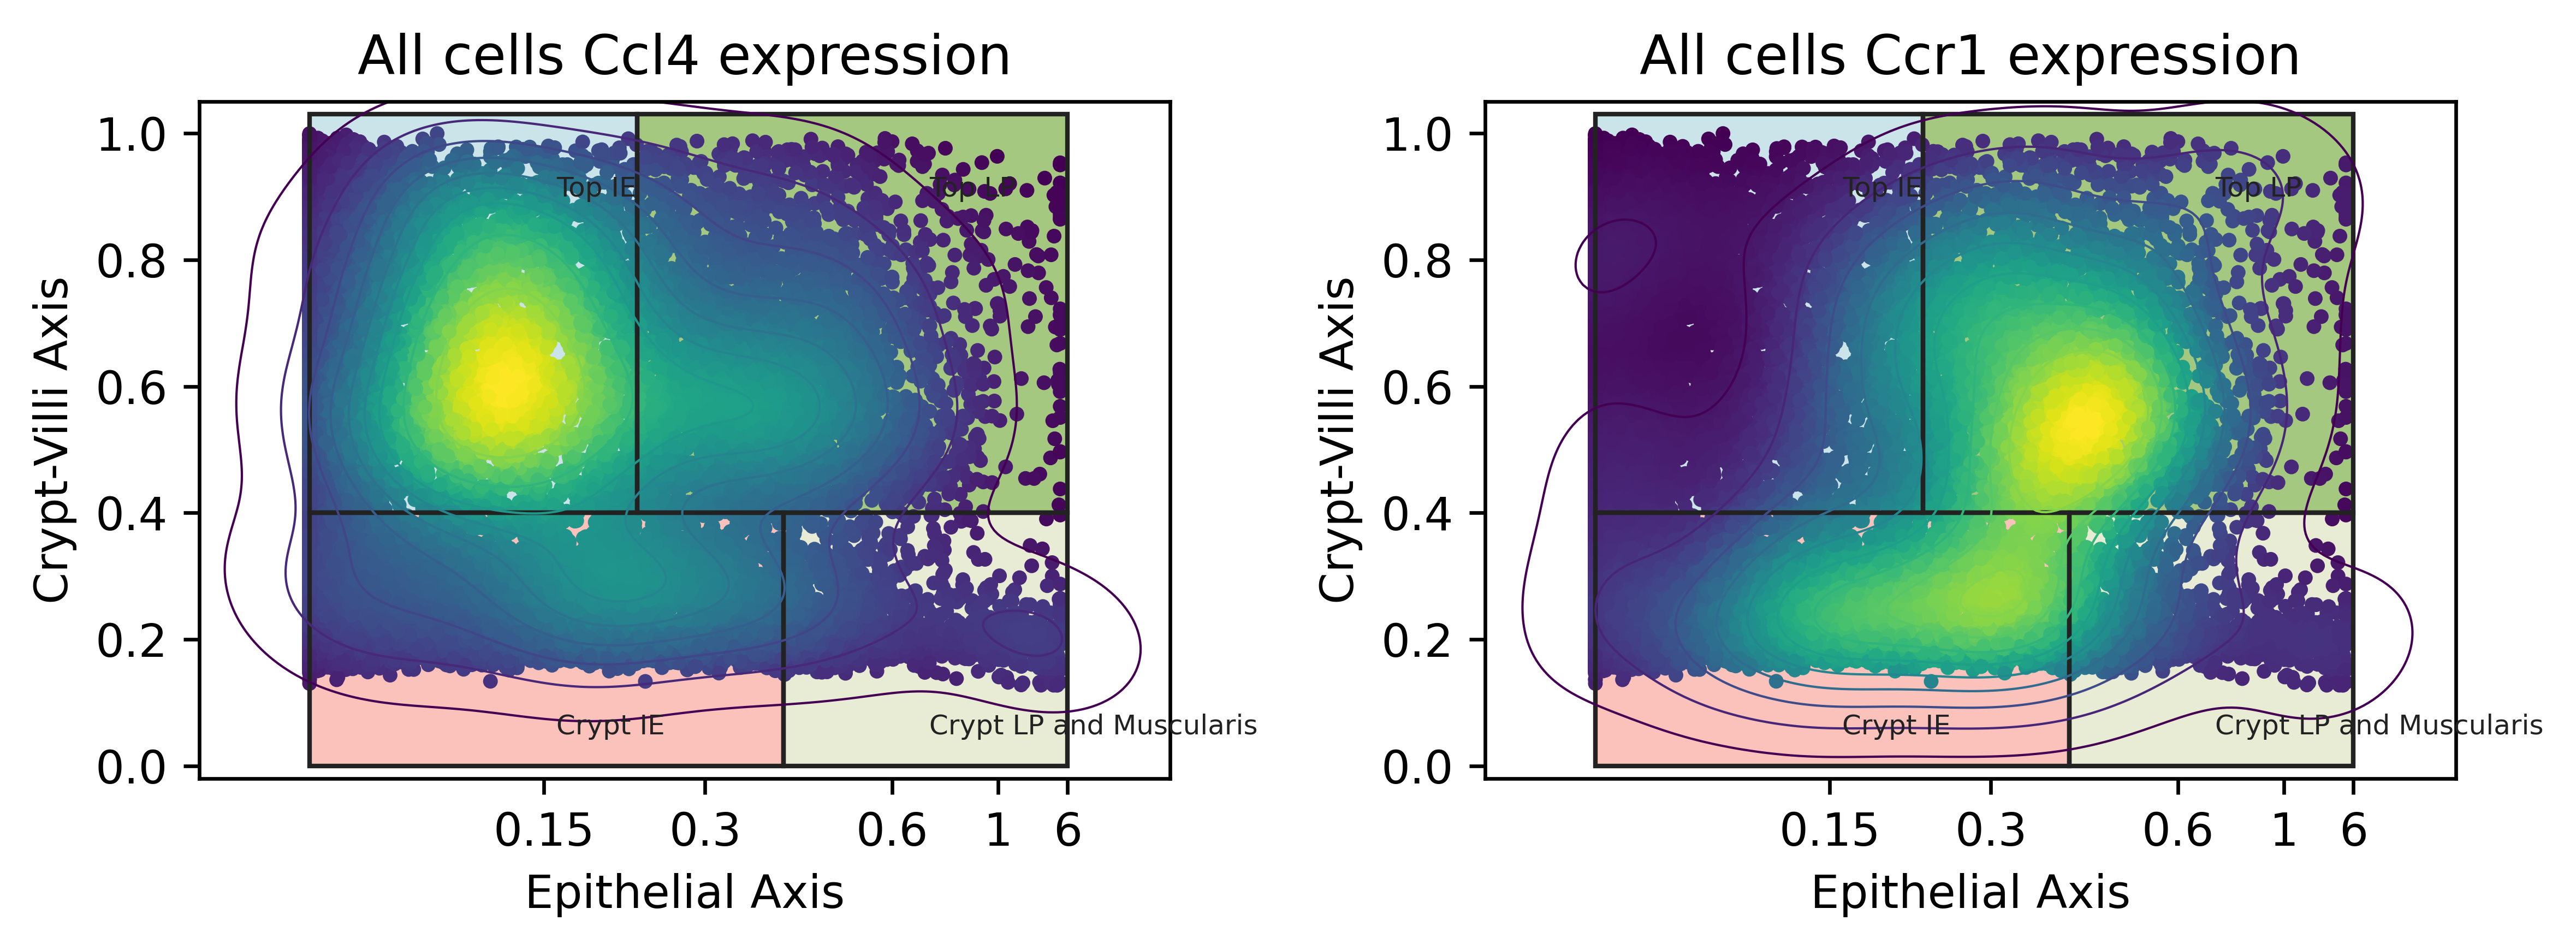 All cells Ccl4 expression
1.0
0.8
0.6
0.4
0.2
0.0
Crypt-Villi Axis
Top IE
Top LP
Crypt IE
Crypt LP and Muscularis
0.15 0.3 0.6 1 6
Epithelial Axis
All cells Ccr1 expression
1.0
0.8
0.6
0.4
0.2
0.0
Crypt-Villi Axis
Top IE
Top LP
Crypt IE
Crypt LP and Muscularis
0.15 0.3 0.6 1 6
Epithelial Axis